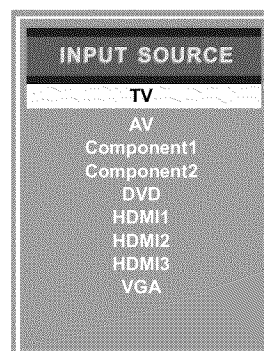 INPUT SOURCE
TV
AV
Component1
Component2
DVD
HDMI1
HDMI2
HDMI3
VGA